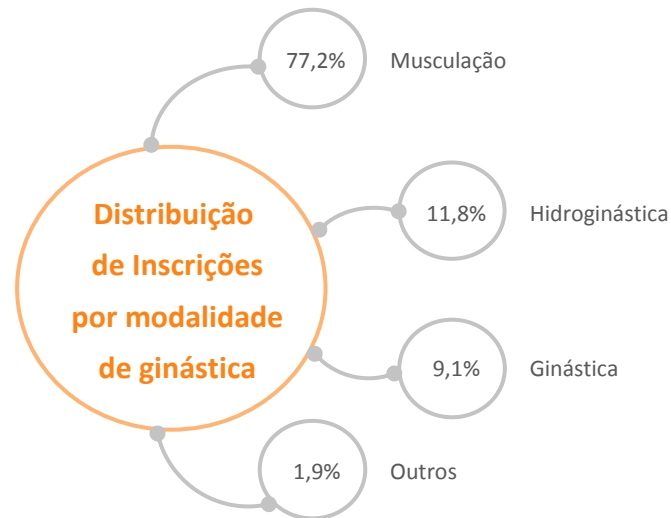 77,2% Musculação
11,8% Hidroginástica
Distribuição
de Inscrições
por modalidade
de ginástica
9,1% Ginástica
1,9% Outros